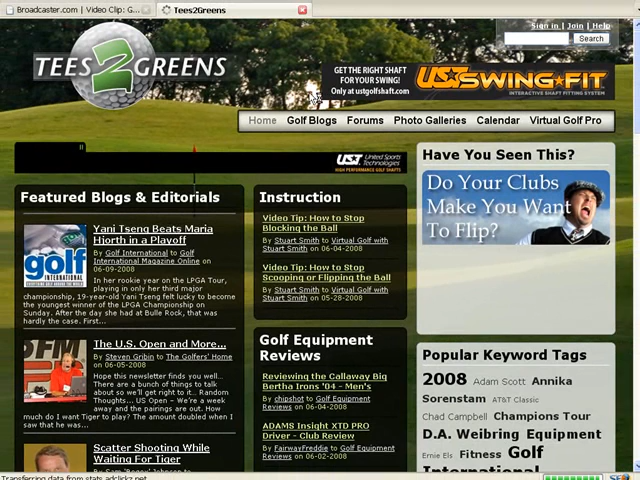 Broadcaster.com | Video Clip: G...
Tees2Greens
Sign in | Join | Help
Search
TEES2GREENS
GET THE RIGHT SHAFT
FOR YOUR SWING!
Only at ustgolfshaft.com
UST SWING FIT
INTERACTIVE SHAFT FITTING SYSTEM
Home Golf Blogs Forums Photo Galleries Calendar Virtual Golf Pro
UST United Sports Technologies
HIGH PERFORMANCE GOLF SHAFTS
Have You Seen This?
Do Your Clubs
Make You Want
To Flip?
Featured Blogs & Editorials
golf
INTERNATIONAL
Yani Tseng Beats Maria
Hjorth in a Playoff
By Golf International to Golf
International Magazine Online on
06-09-2008
In her rookie year on the LPGA Tour,
playing in only her third major
championship, 19-year-old Yani Tseng felt lucky to become
the youngest winner of the LPGA Championship on
Sunday. After the day she had at Bulle Rock, that was
hardly the case. First...
The U.S. Open and More...
By Steven Gribin to The Golfers' Home
on 06-05-2008
Hope this newsletter finds you well...
There are a bunch of things to talk
about so we'll get right to it... Random
Thoughts... US Open – We're a week
away and the pairings are out. How
much do I want Tiger to play? The amount doubled when I
saw that he was...
Scatter Shooting While
Waiting For Tiger
Instruction
Video Tip: How to Stop
Blocking the Ball
By Stuart Smith to Virtual Golf with
Stuart Smith on 06-04-2008
Video Tip: How to Stop
Scooping or Flipping the Ball
By Stuart Smith to Virtual Golf with
Stuart Smith on 05-28-2008
Golf Equipment
Reviews
Reviewing the Callaway Big
Bertha Irons '04 - Men's
By chipshot to Golf Equipment
Reviews on 06-04-2008
ADAMS Insight XTD PRO
Driver - Club Review
By FairwayFreddie to Golf Equipment
Reviews on 06-02-2008
Popular Keyword Tags
2008 Adam Scott Annika
Sorenstam AT&T Classic
Chad Campbell Champions Tour
D.A. Weibring Equipment
Ernie Els Fitness Golf
International
Transferring data from stats.adclickz.net